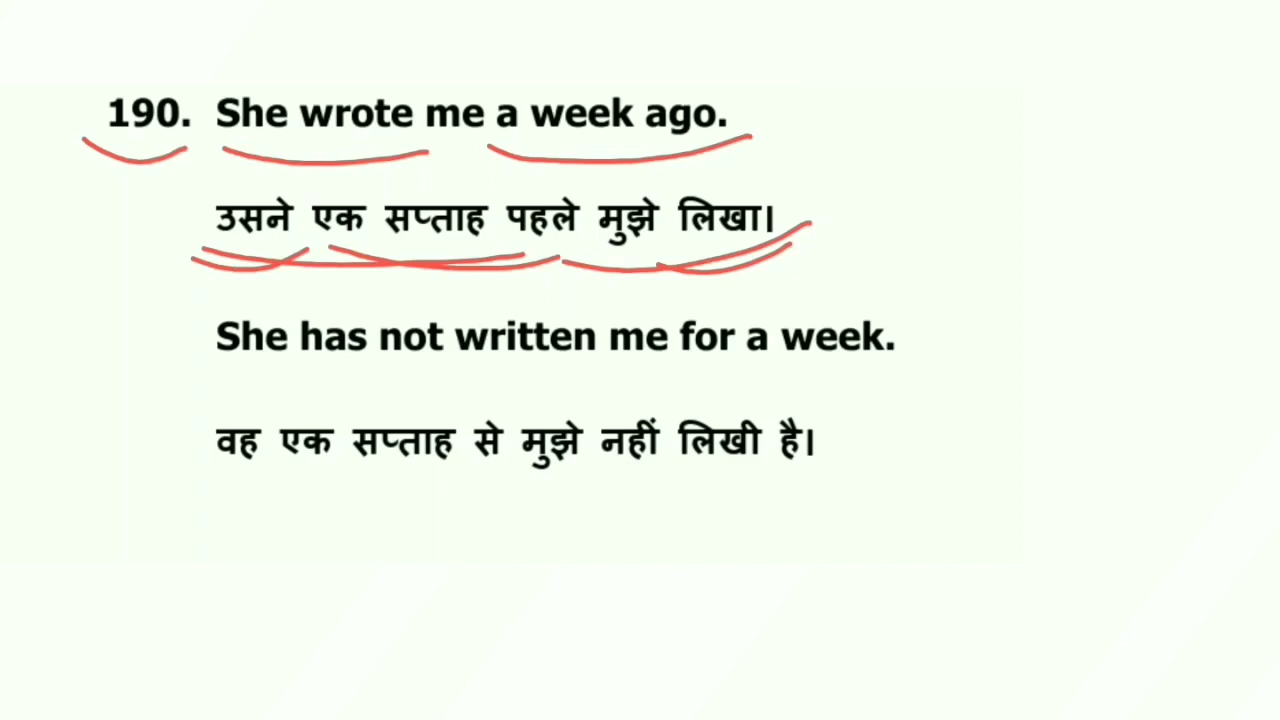 190. She wrote me a week ago.
उसने एक सप्ताह पहले मुझे लिखा।
She has not written me for a week.
वह एक सप्ताह से मुझे नहीं लिखी है।